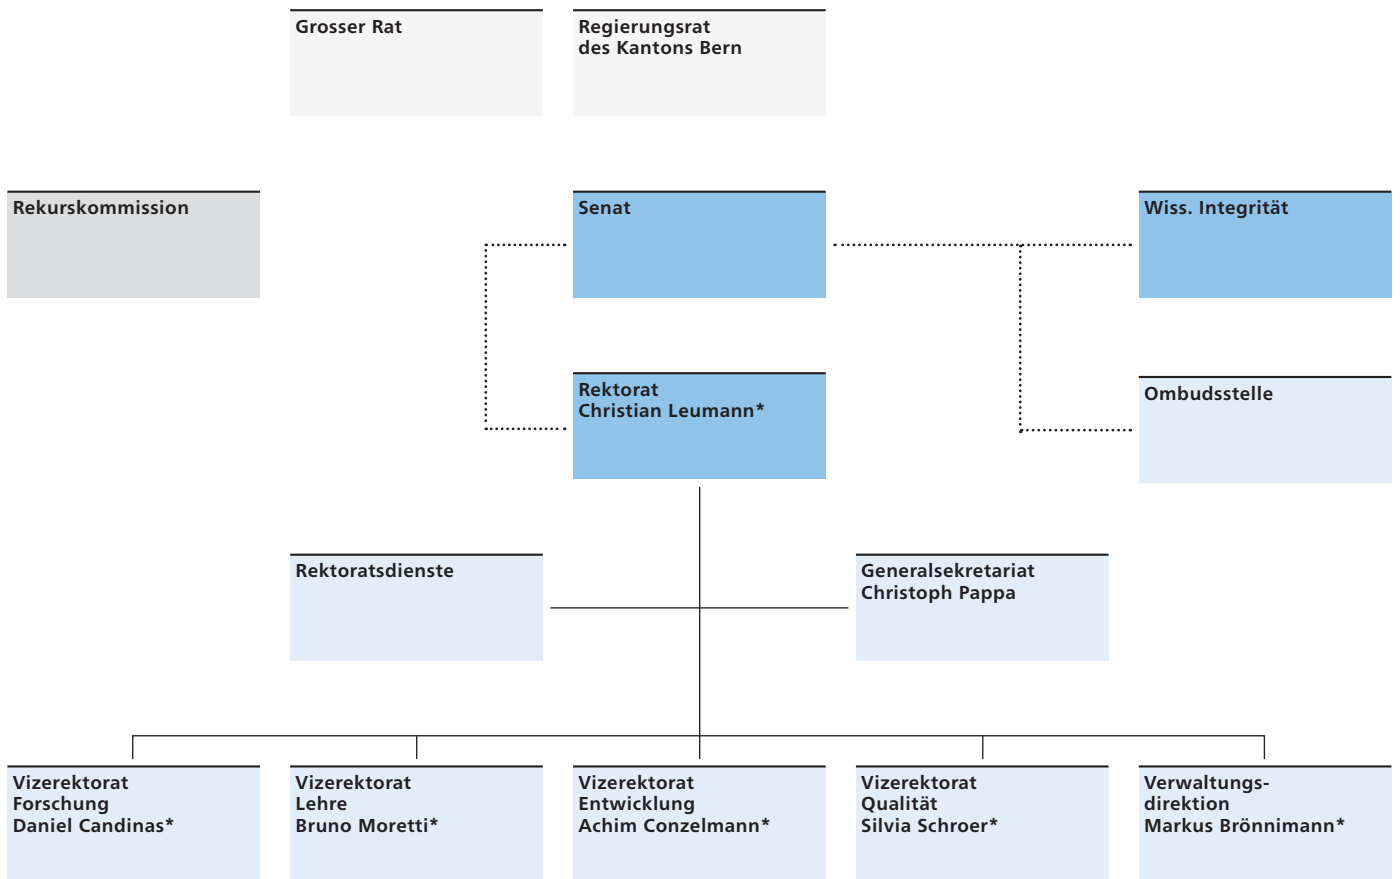 Grosser Rat
Regierungsrat
des Kantons Bern
Rekurskommission
Senat
Wiss. Integrität
Rektorat
Christian Leumann*
Ombudsstelle
Rektoratsdienste
Generalsekretariat
Christoph Pappa
Vizerektorat
Forschung
Daniel Candinas*
Vizerektorat
Lehre
Bruno Moretti*
Vizerektorat
Entwicklung
Achim Conzelmann*
Vizerektorat
Qualität
Silvia Schroer*
Verwaltungs-
direktion
Markus Brönnimann*